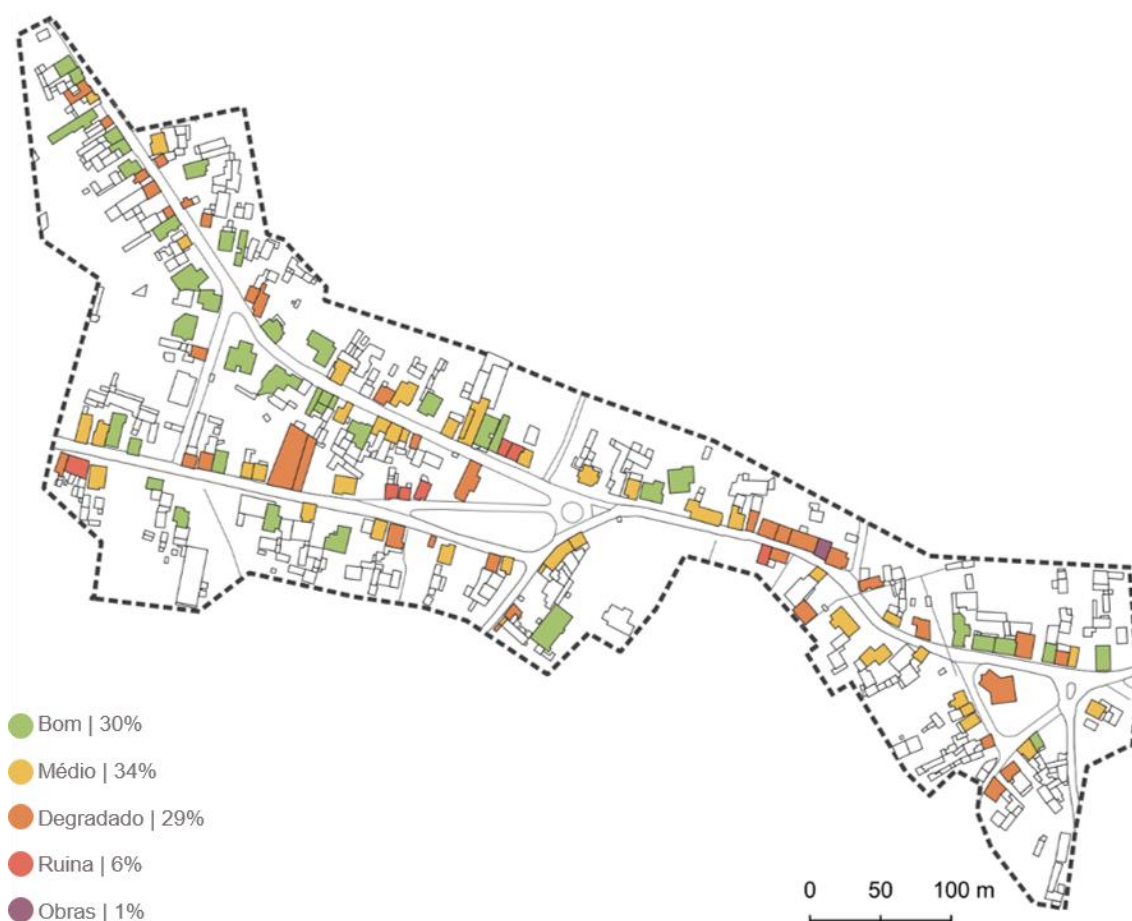 Bom | 30%
Médio | 34%
Degradado | 29%
Ruina | 6%
Obras | 1%
0 50 100 m